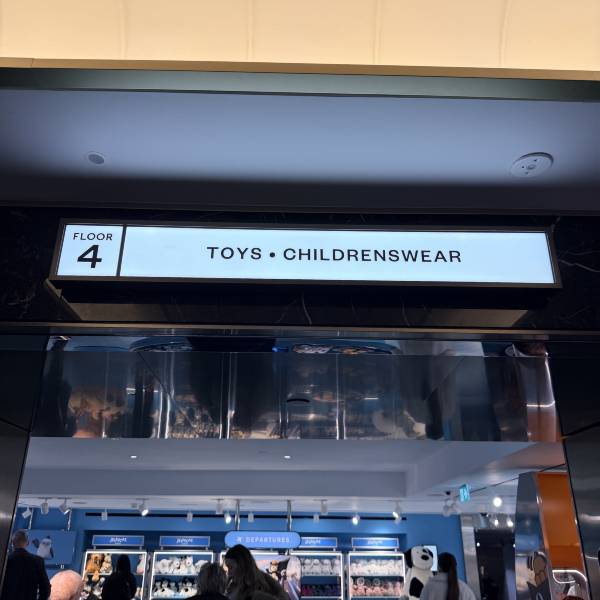 FLOOR
4
TOYS • CHILDRENSWEAR
DEPARTURES